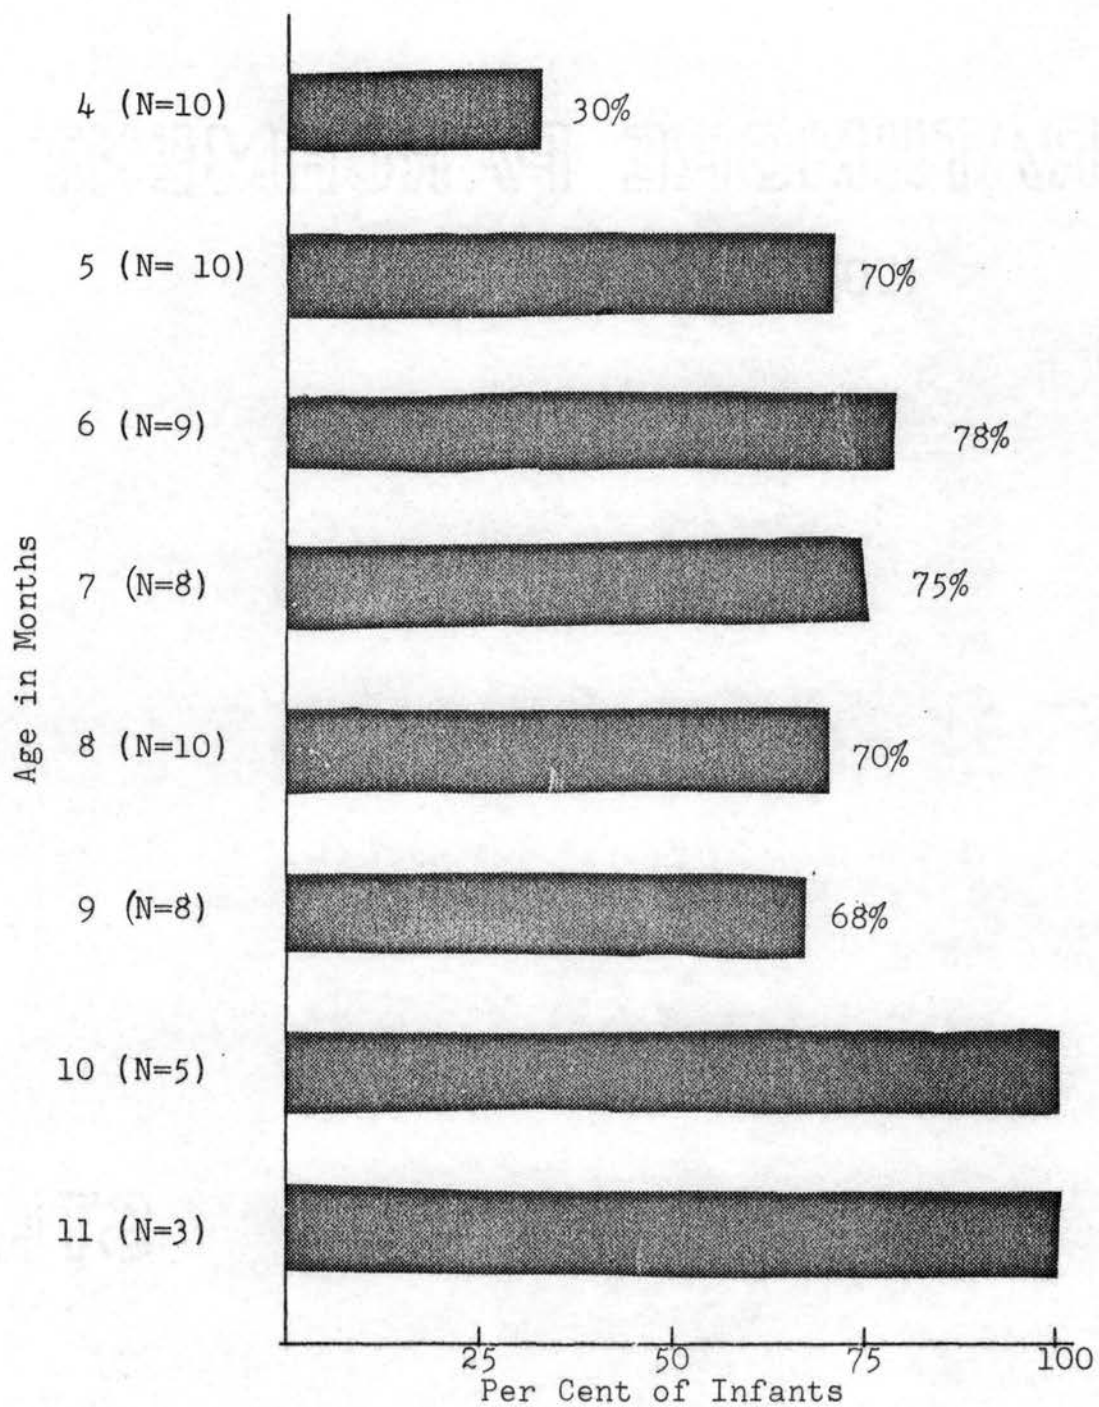 4 (N=10) 30%
5 (N= 10) 70%
6 (N=9) 78%
7 (N=8) 75%
8 (N=10) 70%
9 (N=8) 68%
10 (N=5)
11 (N=3)
Age in Months
25 50 75 100
Per Cent of Infants